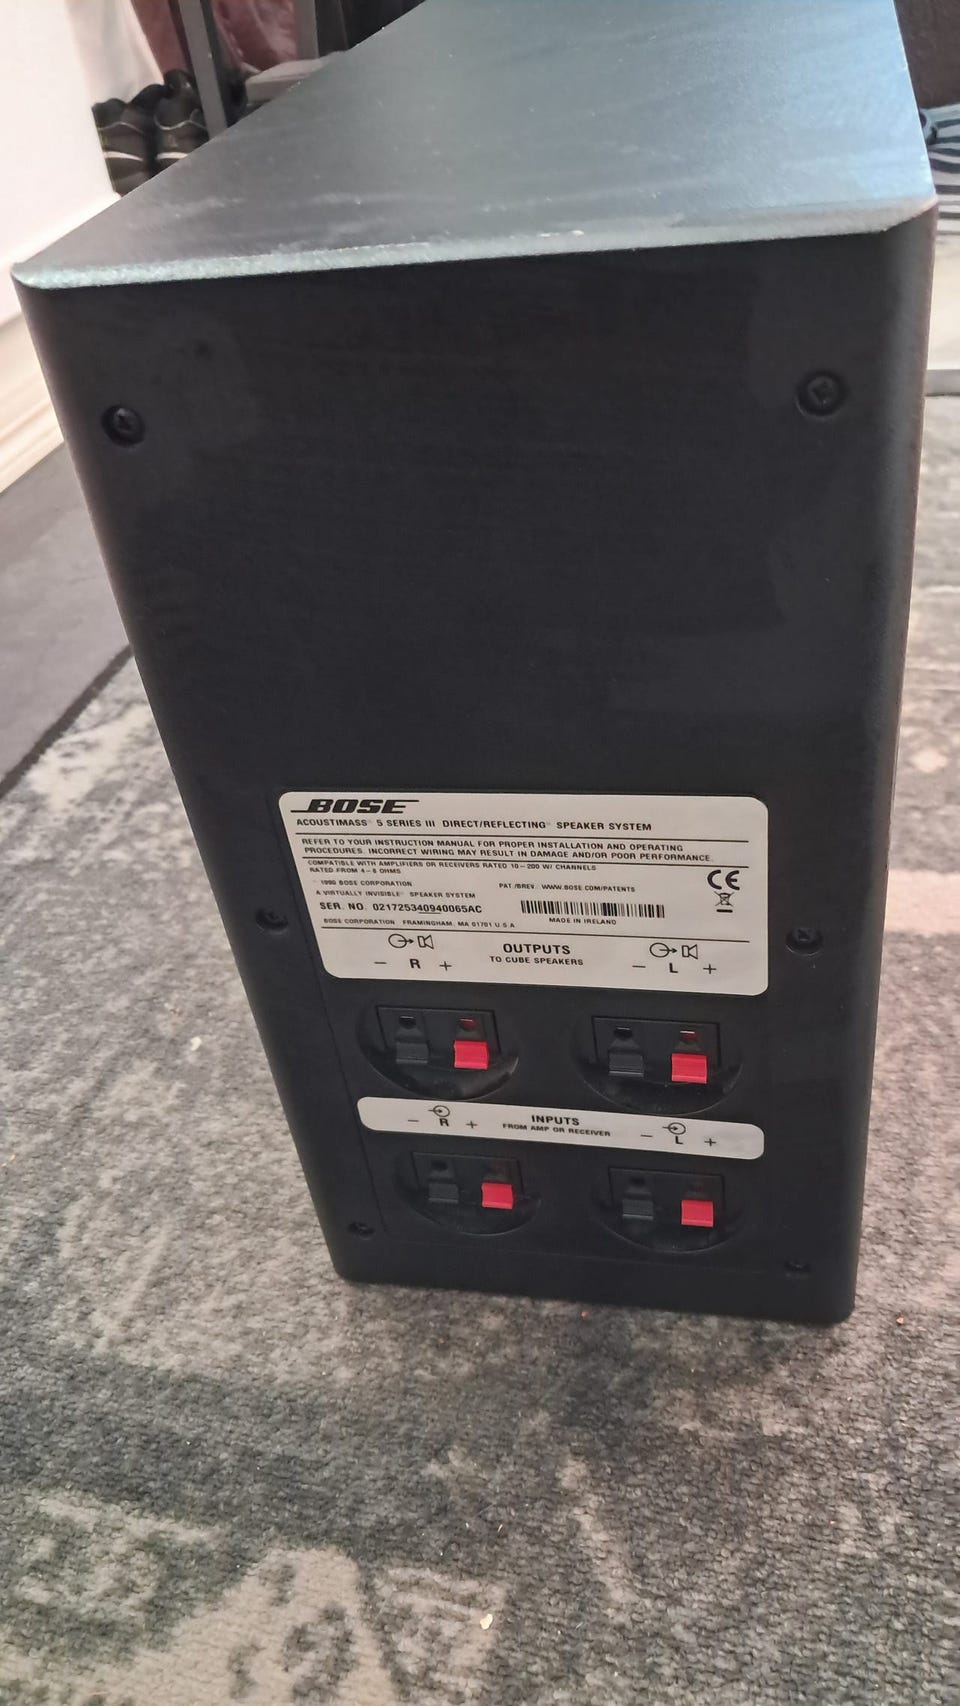 BOSE
ACOUSTIMASS® 5 SERIES III DIRECT/REFLECTING® SPEAKER SYSTEM
REFER TO YOUR INSTRUCTION MANUAL FOR PROPER INSTALLATION AND OPERATING
PROCEDURES. INCORRECT WIRING MAY RESULT IN DAMAGE AND/OR POOR PERFORMANCE.
COMPATIBLE WITH AMPLIFIERS OR RECEIVERS RATED 10-200 W/ CHANNELS
RATED FROM 4-8 OHMS
1990 BOSE CORPORATION
PAT./REV.: WWW.BOSE.COM/PATENTS
A VIRTUALLY INVISIBLE® SPEAKER SYSTEM
SER. NO. 021725340940065AC
MADE IN IRELAND
BOSE CORPORATION FRAMINGHAM, MA 01701 U.S.A
CE
− R +
OUTPUTS
TO CUBE SPEAKERS
− L +
− R +
INPUTS
FROM AMP OR RECEIVER
− L +